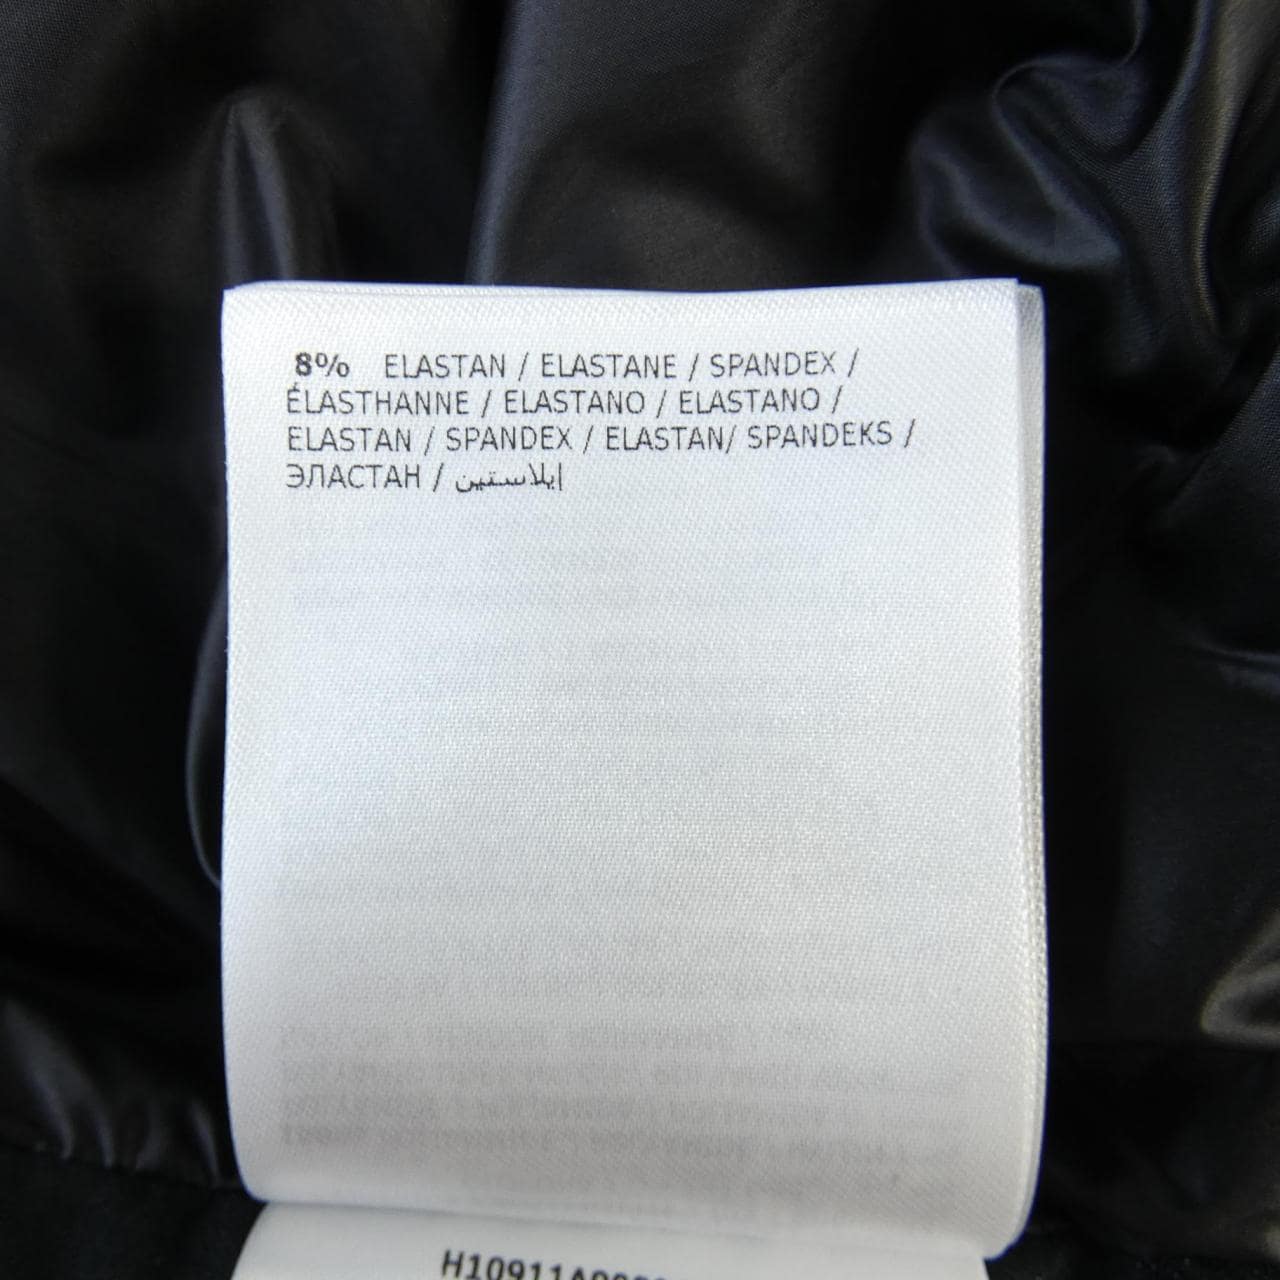 8% ELASTAN / ELASTANE / SPANDEX /
ÉLASTHANNE / ELASTANO / ELASTANO /
ELASTAN / SPANDEX / ELASTAN/ SPANDEKS /
ЭЛАСТАН / إيلاستين